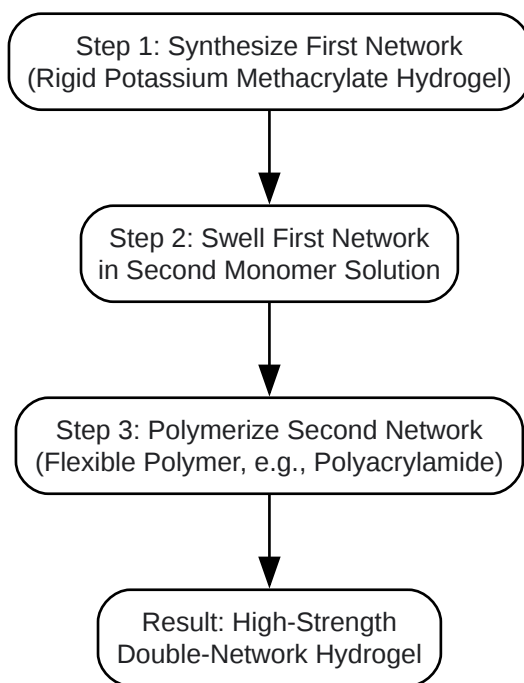 Step 1: Synthesize First Network
(Rigid Potassium Methacrylate Hydrogel)
Step 2: Swell First Network
in Second Monomer Solution
Step 3: Polymerize Second Network
(Flexible Polymer, e.g., Polyacrylamide)
Result: High-Strength
Double-Network Hydrogel